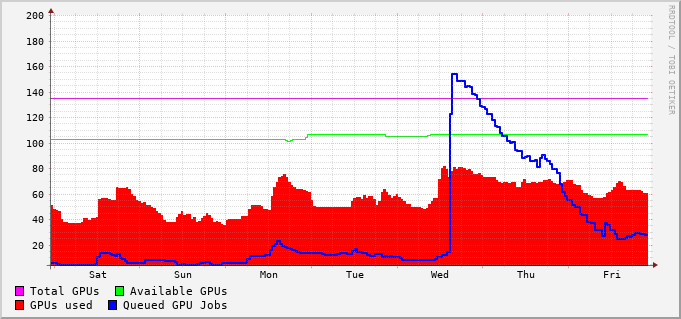 200
180
160
140
120
100
80
60
40
20
Sat Sun Mon Tue Wed Thu Fri
Total GPUs Available GPUs
GPUs used Queued GPU Jobs
RRDTOOL / TOBI OETIKER